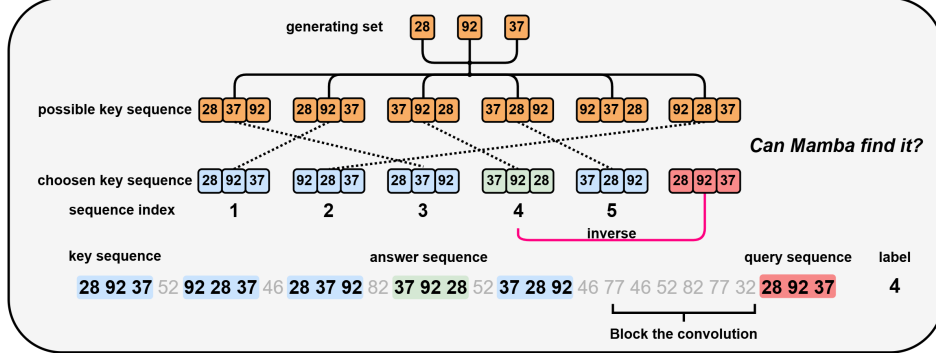 generating set 28 92 37
possible key sequence 28 37 92 28 92 37 37 92 28 37 28 92 92 37 28 92 28 37
Can Mamba find it?
choosen key sequence 28 92 37 92 28 37 28 37 92 37 92 28 37 28 92 28 92 37
sequence index 1 2 3 4 5
inverse
key sequence answer sequence query sequence label
28 92 37 52 92 28 37 46 28 37 92 82 37 92 28 52 37 28 92 46 77 46 52 82 77 32 28 92 37 4
Block the convolution